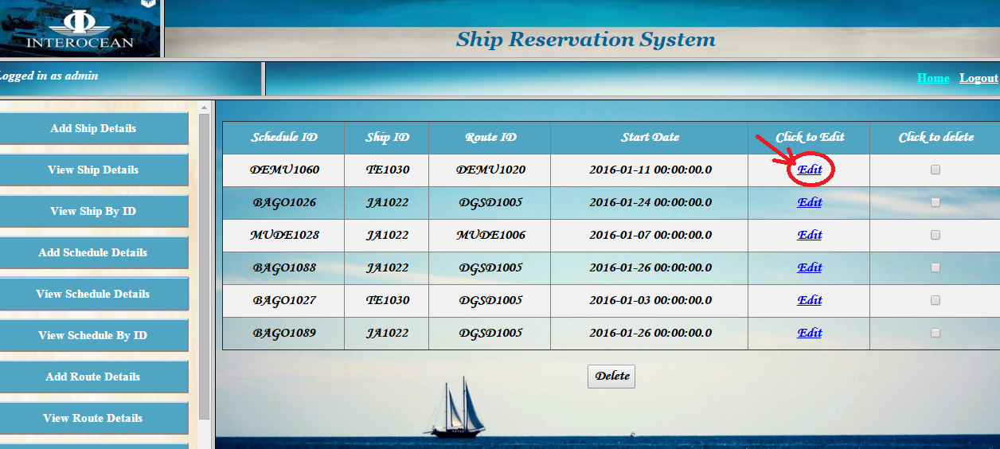 INTEROCEAN
Ship Reservation System
Logged in as admin
Home Logout
Add Ship Details
View Ship Details
View Ship By ID
Add Schedule Details
View Schedule Details
View Schedule By ID
Add Route Details
View Route Details
Schedule ID Ship ID Route ID Start Date Click to Edit Click to delete
DEMU1060 TE1030 DEMU1020 2016-01-11 00:00:00.0 Edit
BAGO1026 JA1022 DGSD1005 2016-01-24 00:00:00.0 Edit
MUDE1028 JA1022 MUDE1006 2016-01-07 00:00:00.0 Edit
BAGO1088 JA1022 DGSD1005 2016-01-26 00:00:00.0 Edit
BAGO1027 TE1030 DGSD1005 2016-01-03 00:00:00.0 Edit
BAGO1089 JA1022 DGSD1005 2016-01-26 00:00:00.0 Edit
Delete